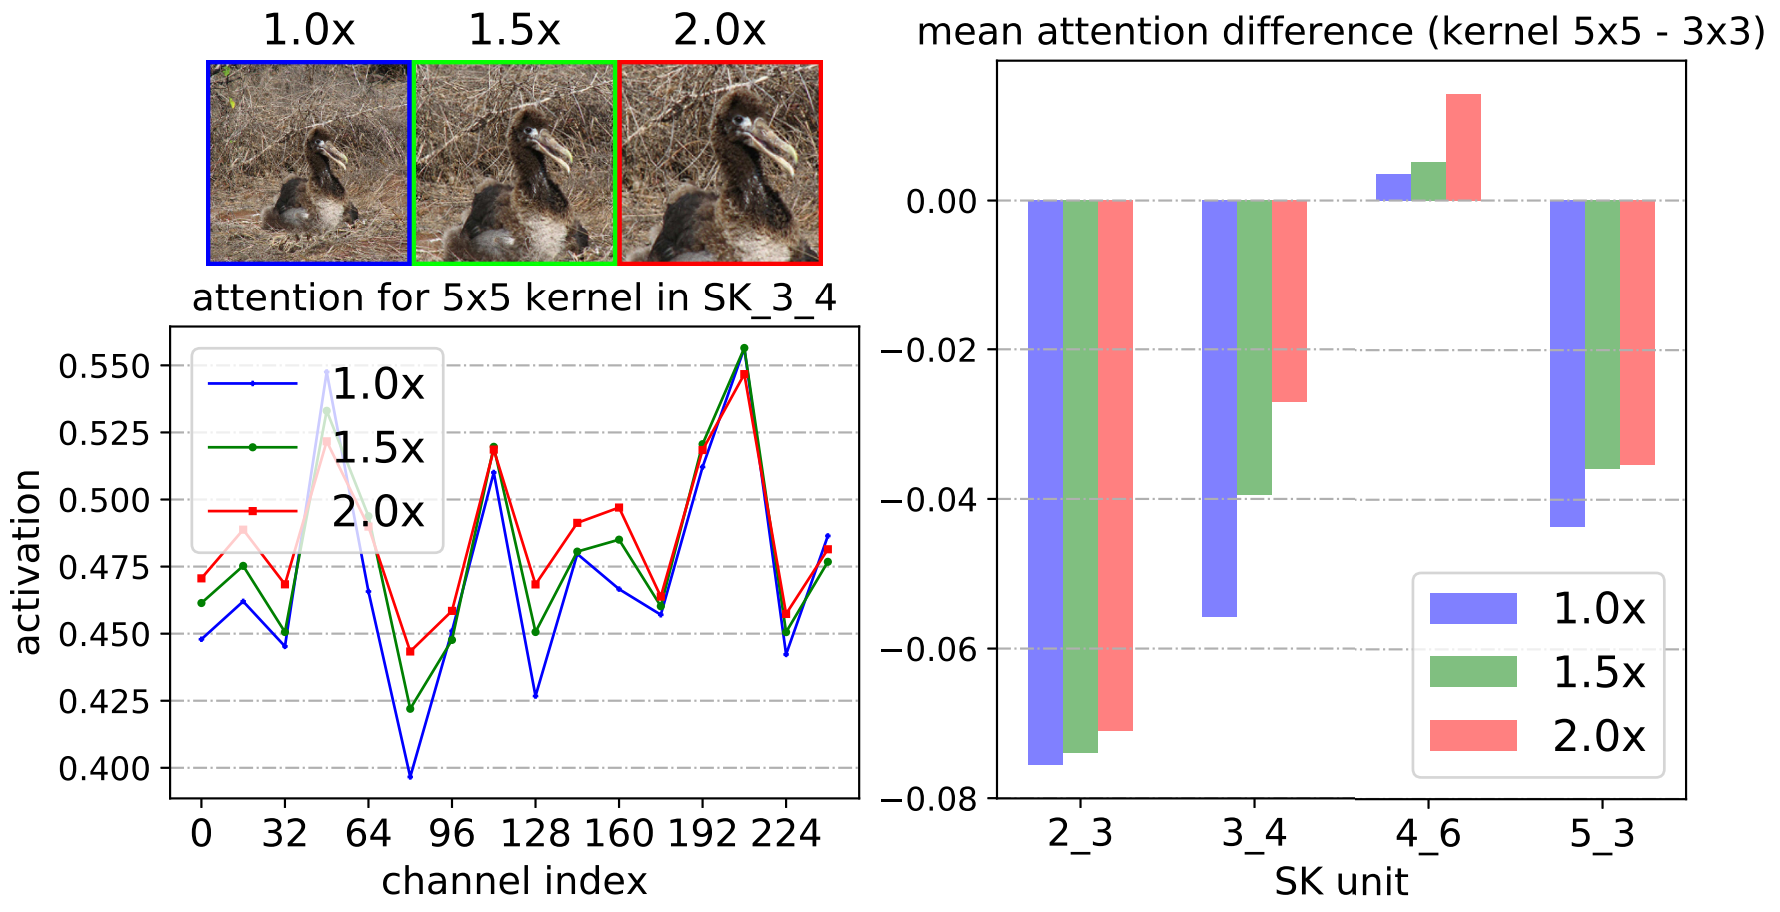 1.0x 1.5x 2.0x
attention for 5x5 kernel in SK_3_4
0.550
0.525
0.500
0.475
0.450
0.425
0.400
activation
1.0x
1.5x
2.0x
0 32 64 96 128 160 192 224
channel index
mean attention difference (kernel 5x5 - 3x3)
0.00
−0.02
−0.04
−0.06
−0.08
1.0x
1.5x
2.0x
2_3 3_4 4_6 5_3
SK unit